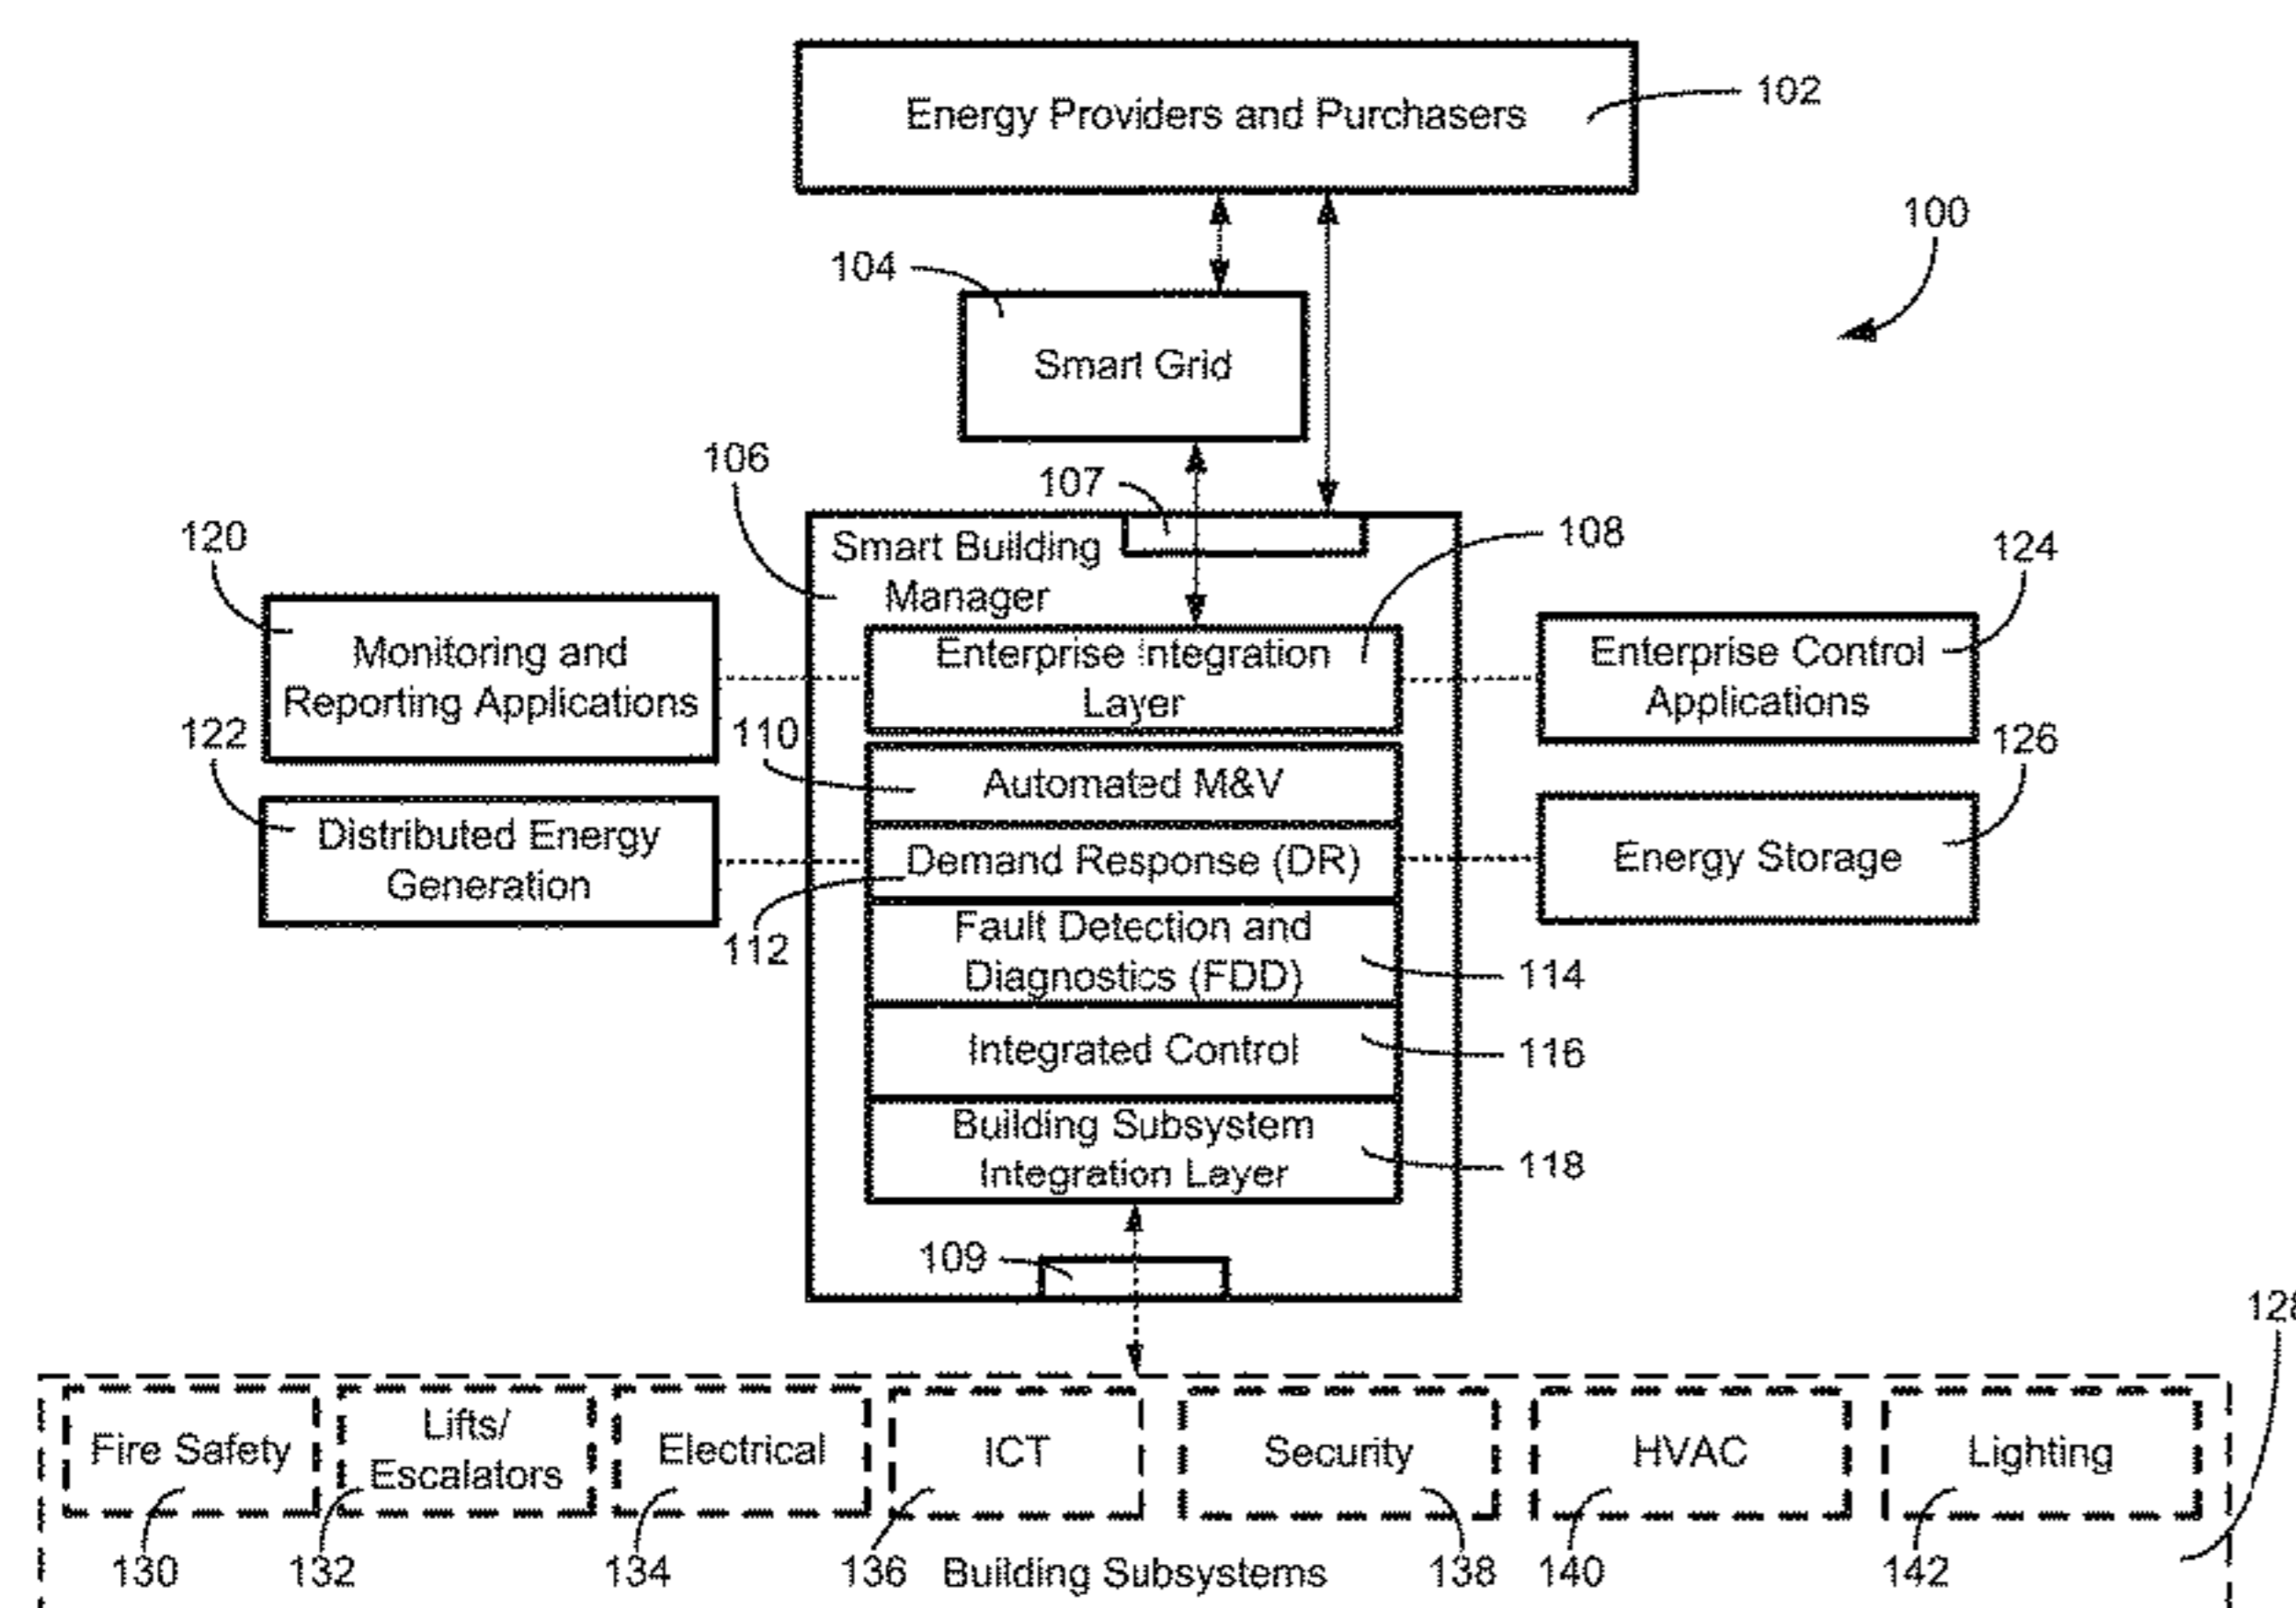 Energy Providers and Purchasers
102
100
104
Smart Grid
106
107
Smart Building
Manager
108
120
124
Monitoring and
Reporting Applications
Enterprise Integration
Layer
Enterprise Control
Applications
122
110
126
Automated M&V
Distributed Energy
Generation
Demand Response (DR)
Energy Storage
112
Fault Detection and
Diagnostics (FDD)
114
Integrated Control
116
Building Subsystem
Integration Layer
118
109
128
Fire Safety
Lifts/
Escalators
Electrical
ICT
Security
HVAC
Lighting
130
132
134
136
Building Subsystems
138
140
142